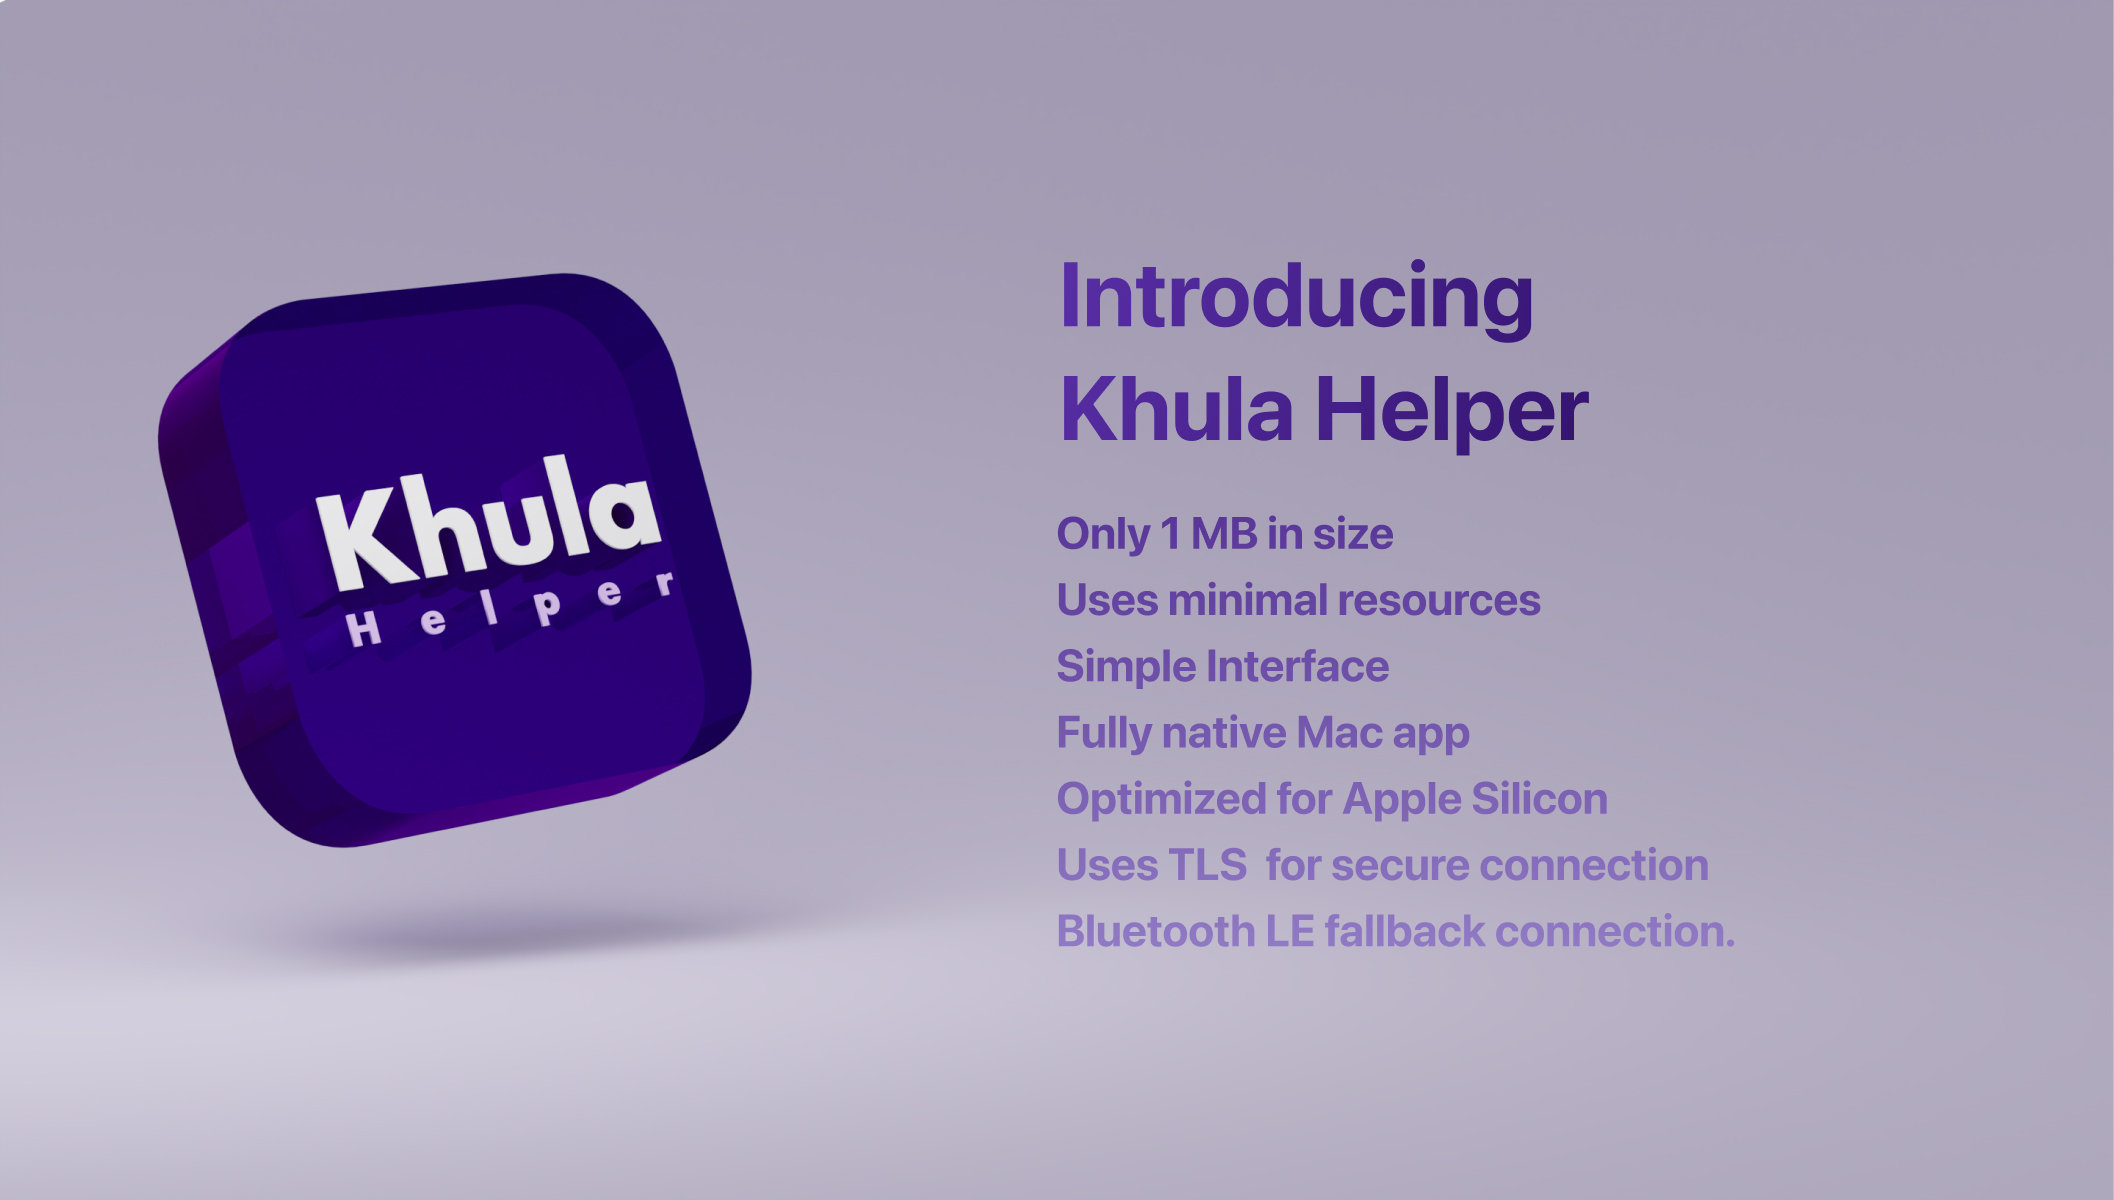 Khula
Helper
Introducing
Khula Helper
Only 1 MB in size
Uses minimal resources
Simple Interface
Fully native Mac app
Optimized for Apple Silicon
Uses TLS  for secure connection
Bluetooth LE fallback connection.